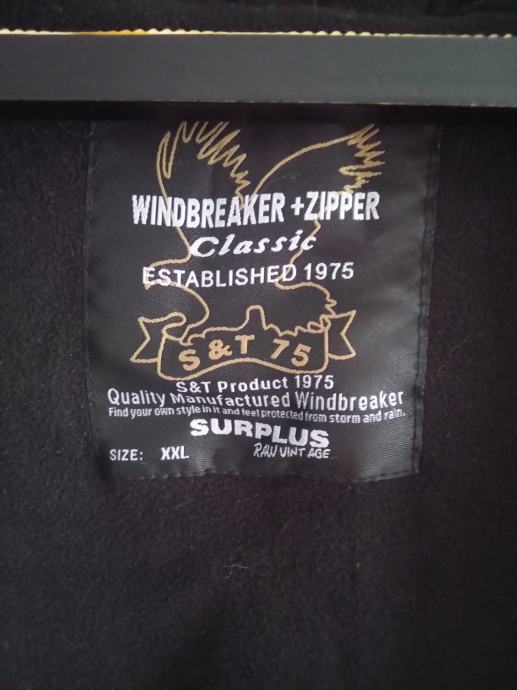 WINDBREAKER +ZIPPER
Classic
ESTABLISHED 1975
S & T 75
S&T Product 1975
Quality Manufactured Windbreaker
Find your own style in it and feel protected from storm and rain.
SURPLUS
RAW VINTAGE
SIZE: XXL